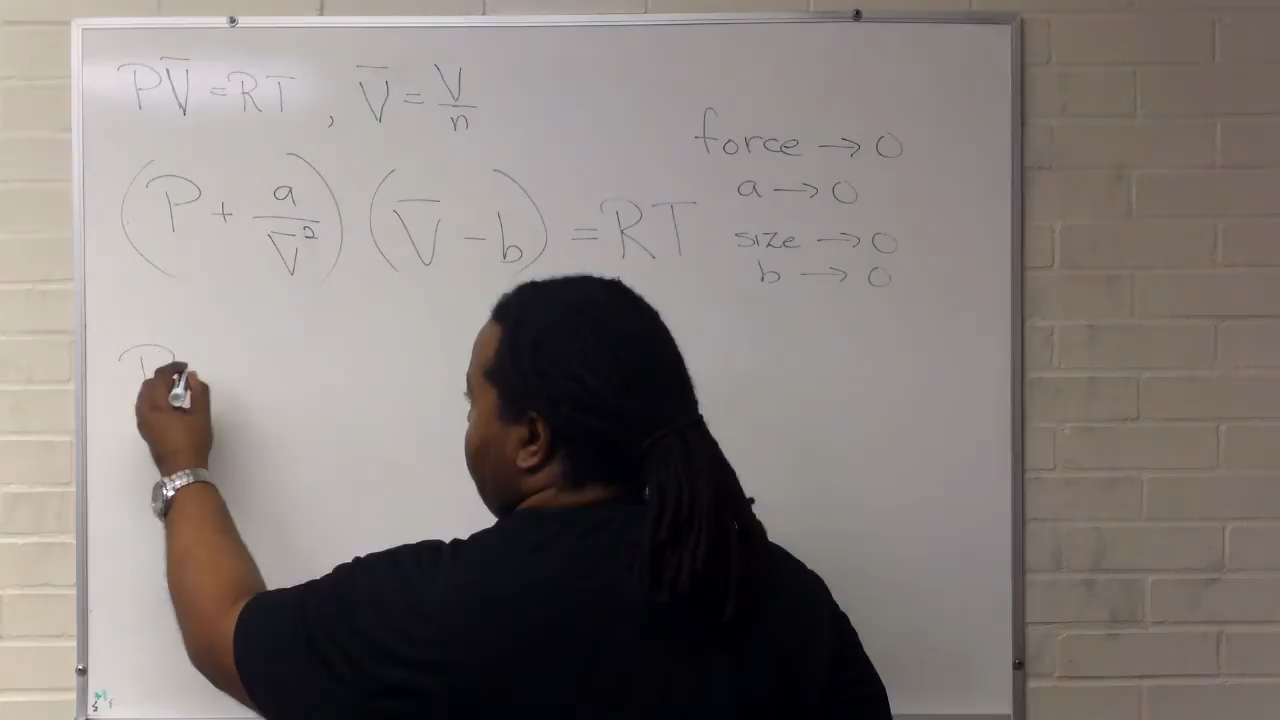 PV̅ = RT , V̅ = V/n
(P + a/V̅²) (V̅ - b) = RT
force → 0
a → 0
size → 0
b → 0
P